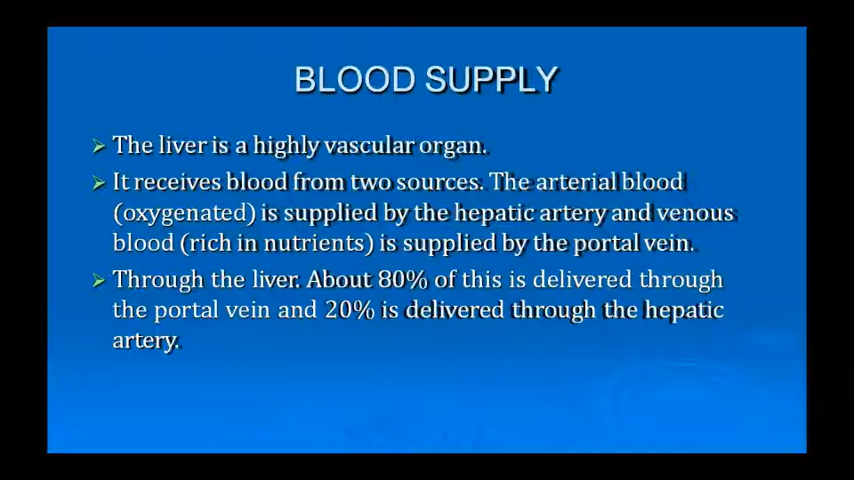 BLOOD SUPPLY
The liver is a highly vascular organ.
It receives blood from two sources. The arterial blood
(oxygenated) is supplied by the hepatic artery and venous
blood (rich in nutrients) is supplied by the portal vein.
Through the liver. About 80% of this is delivered through
the portal vein and 20% is delivered through the hepatic
artery.